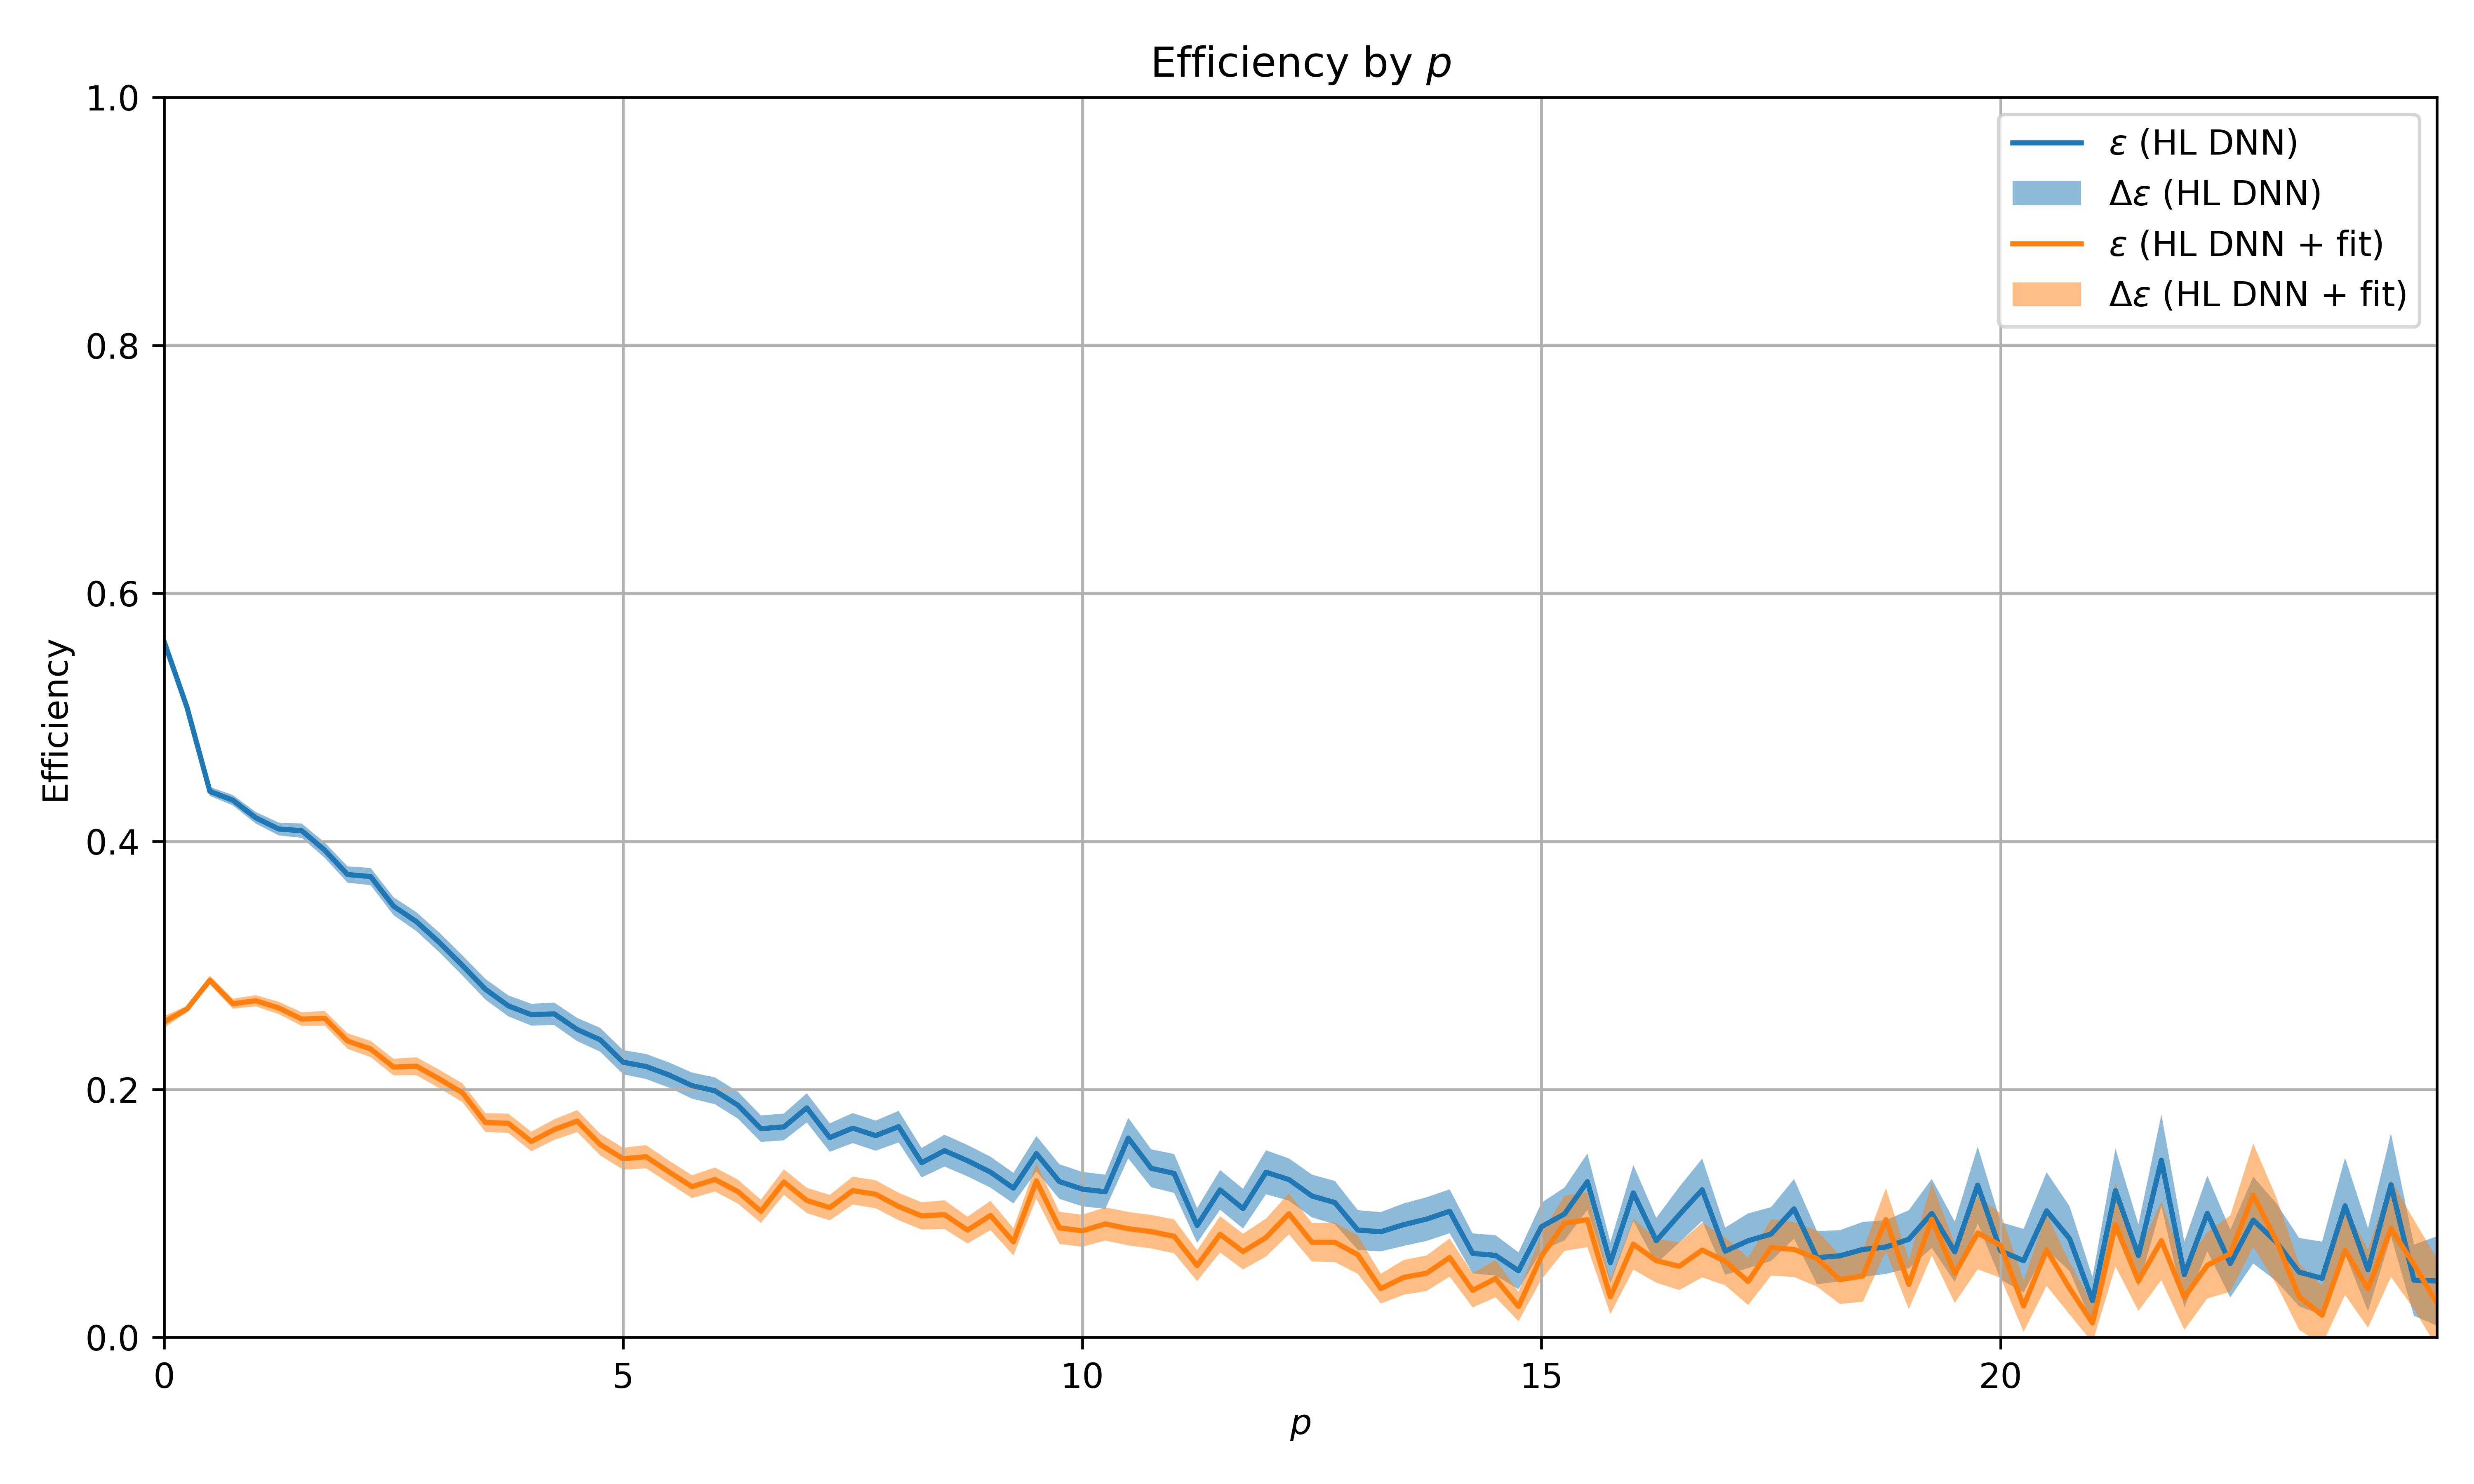 Efficiency by p
1.0
0.8
0.6
0.4
0.2
0.0
Efficiency
0
5
10
15
20
p
ε (HL DNN)
Δε (HL DNN)
ε (HL DNN + fit)
Δε (HL DNN + fit)